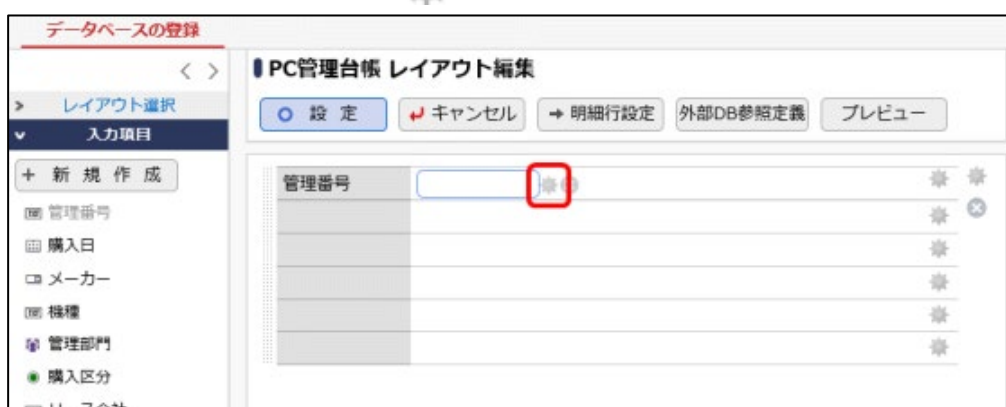 データベースの登録
< >
> レイアウト選択
入力項目
+ 新規作成
管理番号
購入日
メーカー
機種
管理部門
購入区分
PC管理台帳 レイアウト編集
設定
キャンセル
→ 明細行設定
外部DB参照定義
プレビュー
管理番号